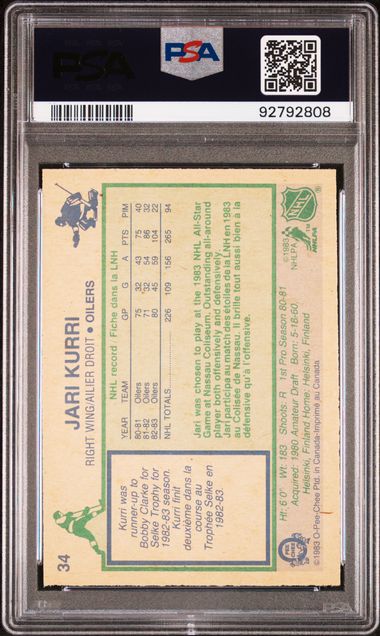 PSA
PSA
92792808
34
JARI KURRI
RIGHT WING/AILIER DROIT • OILERS
Kurri was
runner-up to
Bobby Clarke for
Selke Trophy for
1982-83 season.
Kurri finit
deuxième dans la
course au
Trophée Selke en
1982-83.
NHL record Fiche dans la LNH
YEAR TEAM GP G A PTS PIM
80-81 Oilers 75 32 43 75 40
81-82 Oilers 71 32 54 86 32
82-83 Oilers 80 45 59 104 22
NHL TOTALS 226 109 156 265 94
Jari was chosen to play at the 1983 NHL All-Star
Game at Nassau Coliseum. Outstanding all-around
player both offensively and defensively
Jari participa au match des étoiles de la LNH en 1983
au Colisée de Nassau. Il brille tout aussi bien à la
défensive qu'à l'offensive.
Ht: 6'0" Wt: 183 Shoots: R 1st Pro Season 80-81
Acquired: 1980 Amateur Draft Born: 5-18-60,
Helsinki, Finland Home: Helsinki, Finland
©1983 O-Pee-Chee Ptd. in Canada-Imprimé au Canada
O-PEE-CHEE
©1983
NHLPA
NHLPA
TM
NHL
®